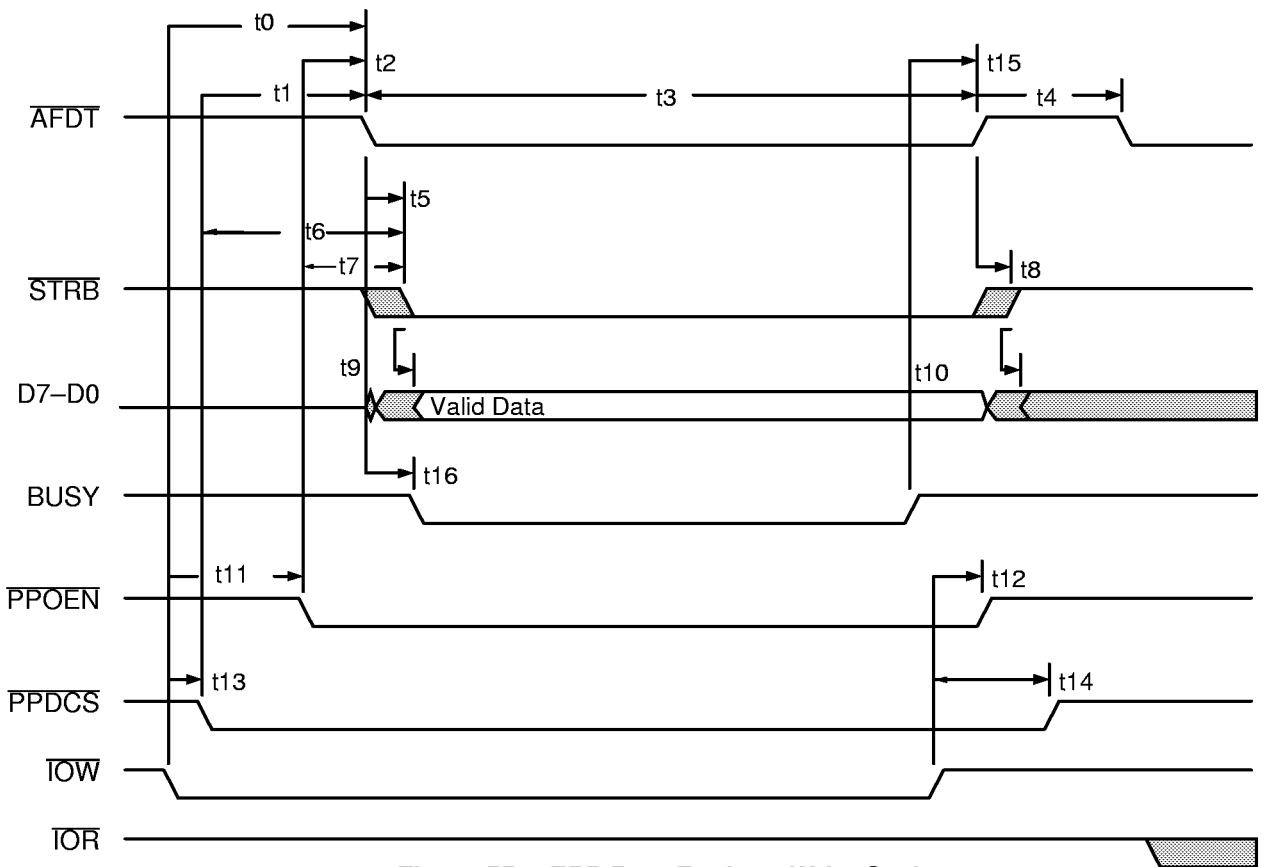 t0
t2
t15
t1
t3
t4
AFDT
t5
t6
t7
t8
STRB
t9
t10
D7–D0
Valid Data
t16
BUSY
t11
t12
PPOEN
t13
t14
PPDCS
IOW
IOR